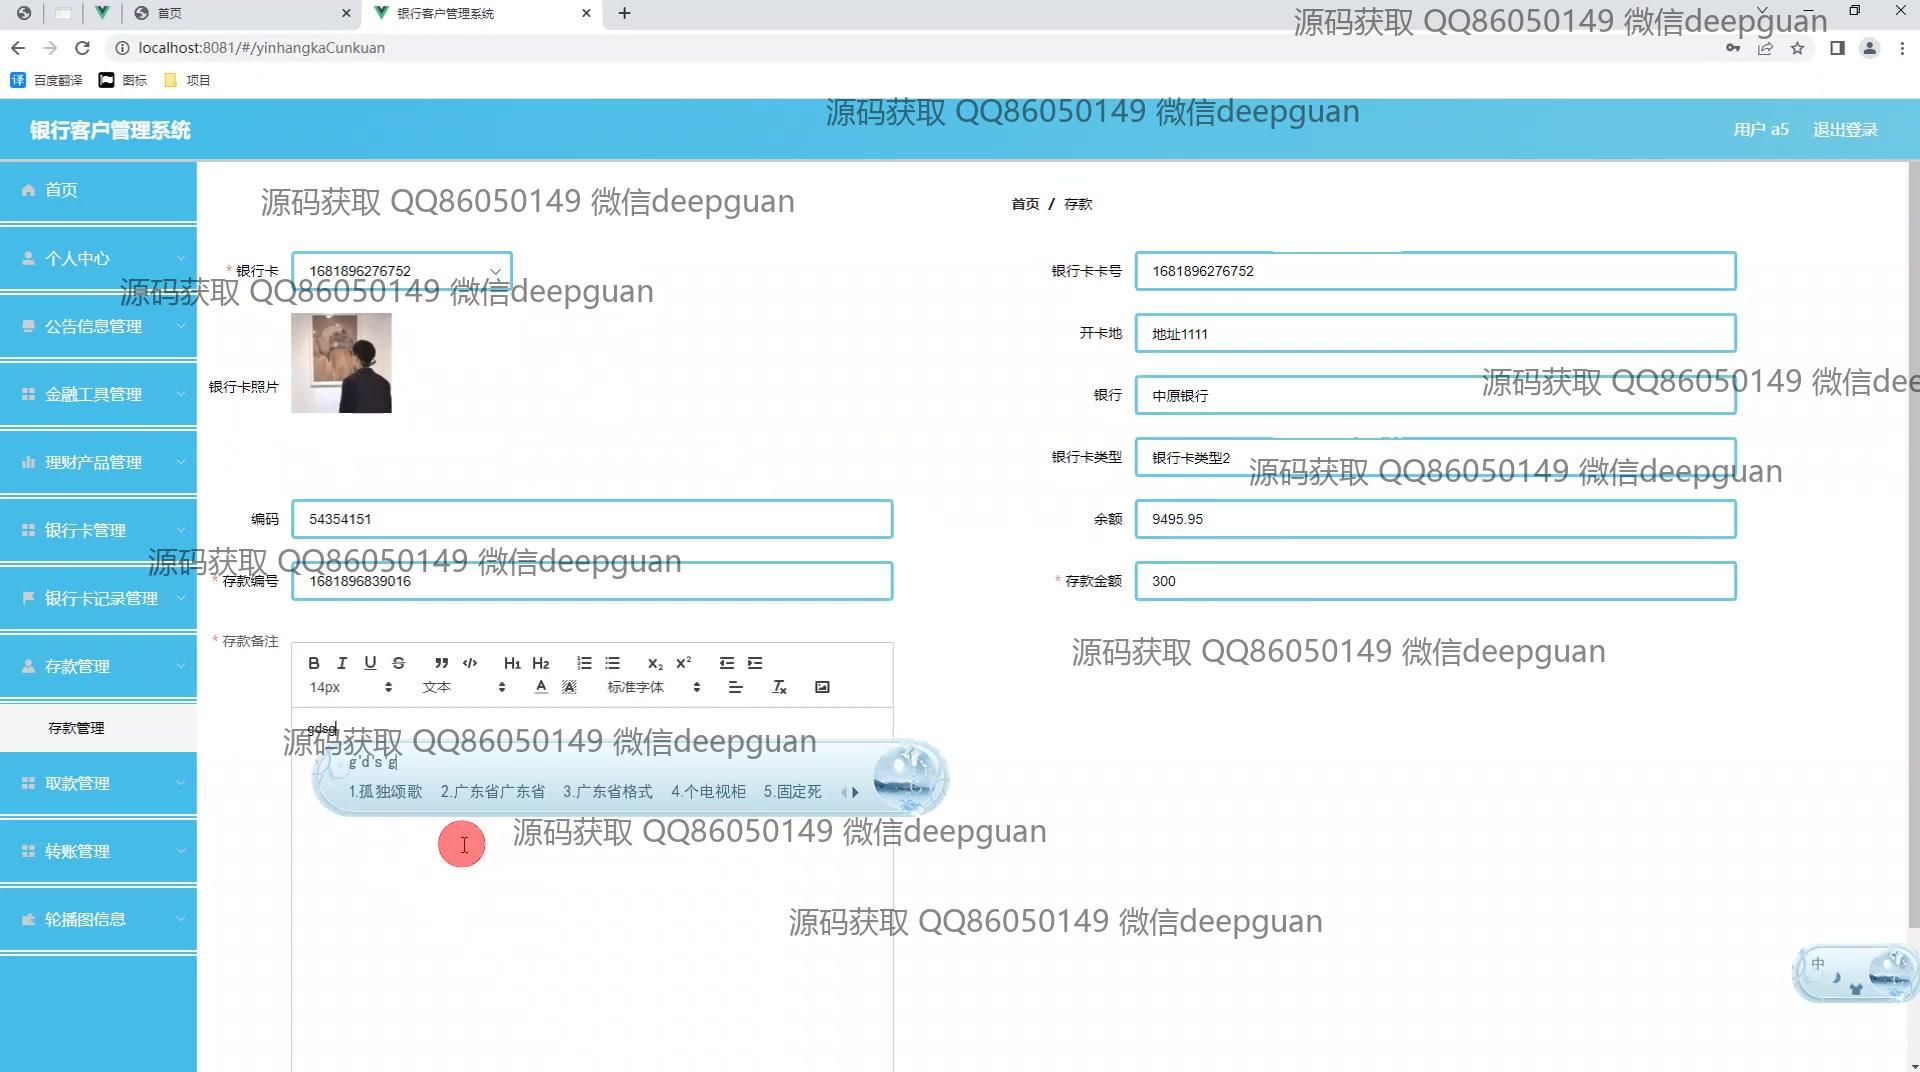 首页
银行客户管理系统
源码获取 QQ86050149 微信deepguan
localhost:8081/#/yinhangkaCunkuan
百度翻译 图标 项目
源码获取 QQ86050149 微信deepguan
银行客户管理系统
用户 a5 退出登录
首页
源码获取 QQ86050149 微信deepguan
首页 / 存款
个人中心
* 银行卡 1681896276752
银行卡卡号 1681896276752
源码获取 QQ86050149 微信deepguan
公告信息管理
开卡地 地址1111
银行卡照片
源码获取 QQ86050149 微信dee
金融工具管理
银行 中原银行
理财产品管理
银行卡类型 银行卡类型2
源码获取 QQ86050149 微信deepguan
银行卡管理
编码 54354151
余额 9495.95
源码获取 QQ86050149 微信deepguan
银行卡记录管理
* 存款编号 1681896839016
* 存款金额 300
* 存款备注
源码获取 QQ86050149 微信deepguan
存款管理
B I U S H1 H2 X2 X2
14px 文本 A A 标准字体 Tx
存款管理
gdsg
源码获取 QQ86050149 微信deepguan
g'd's'g
1.孤独颂歌 2.广东省广东省 3.广东省格式 4.个电视柜 5.固定死
取款管理
源码获取 QQ86050149 微信deepguan
转账管理
轮播图信息
源码获取 QQ86050149 微信deepguan
中